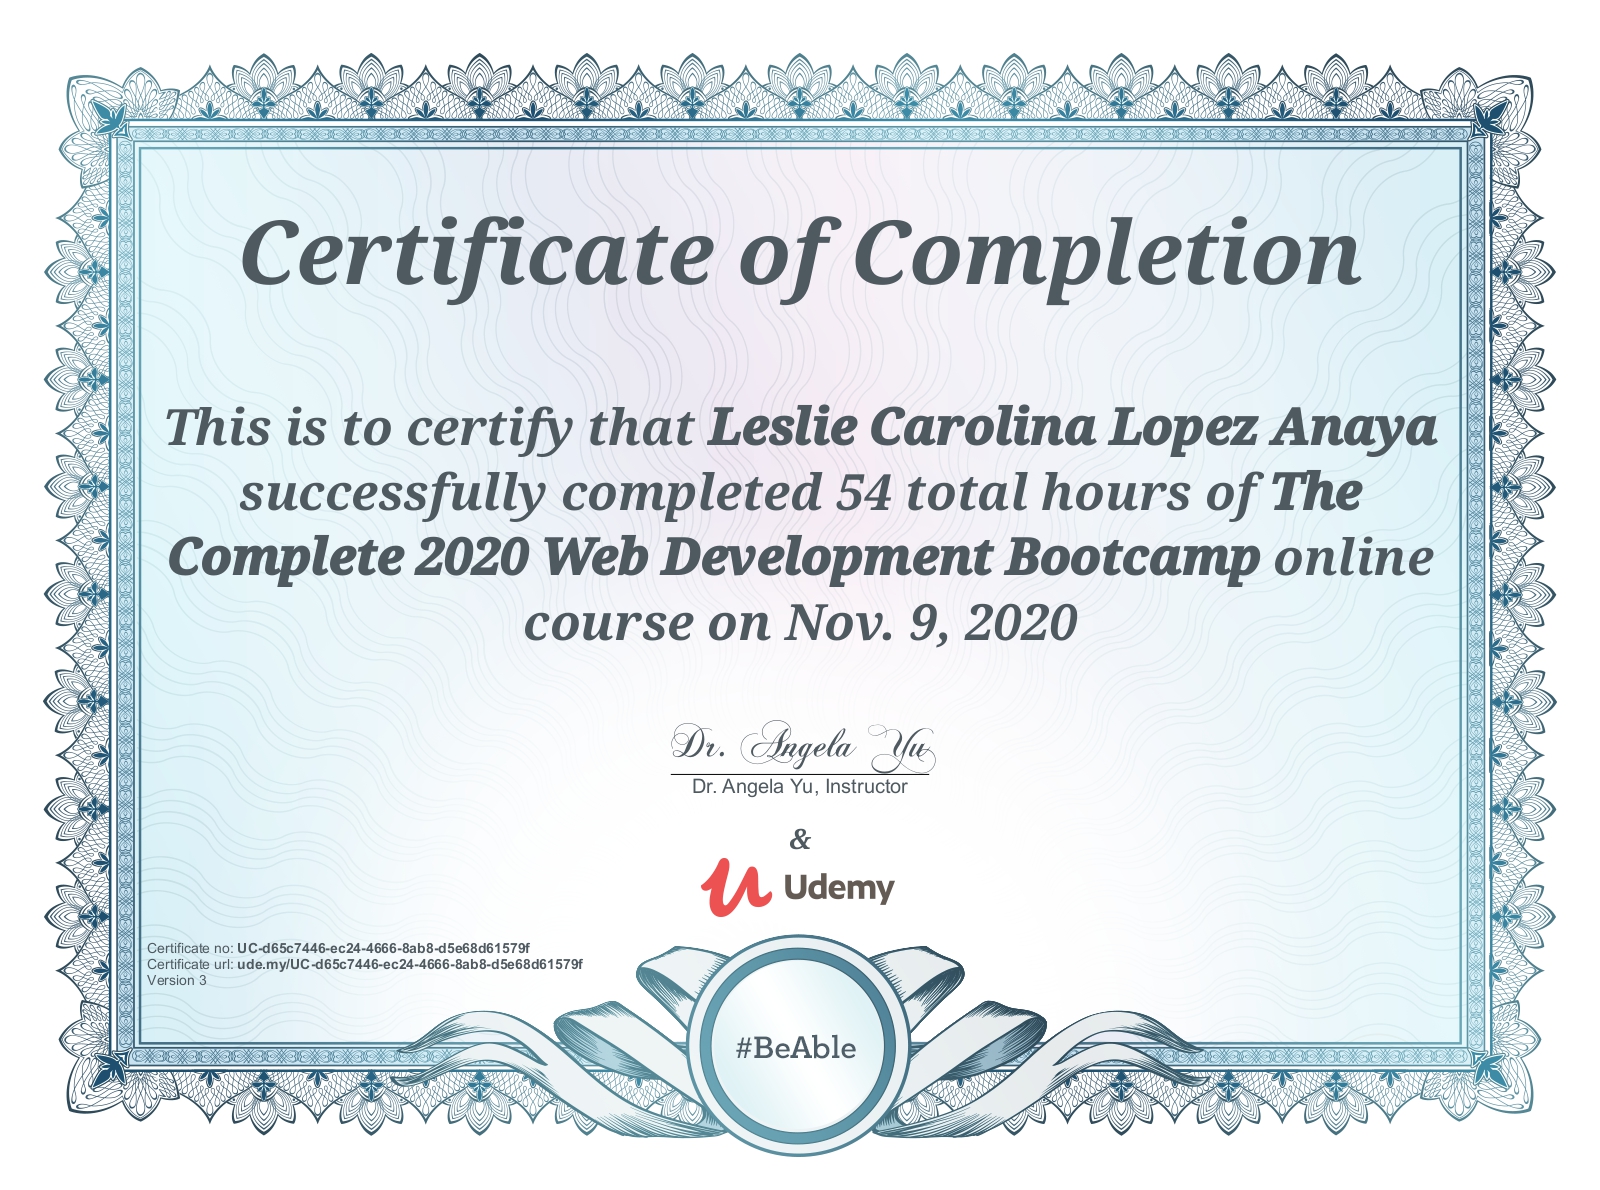 Certificate of Completion
This is to certify that Leslie Carolina Lopez Anaya
successfully completed 54 total hours of The
Complete 2020 Web Development Bootcamp online
course on Nov. 9, 2020
Dr. Angela Yu
Dr. Angela Yu, Instructor
&
Udemy
Certificate no: UC-d65c7446-ec24-4666-8ab8-d5e68d61579f
Certificate url: ude.my/UC-d65c7446-ec24-4666-8ab8-d5e68d61579f
Version 3
#BeAble